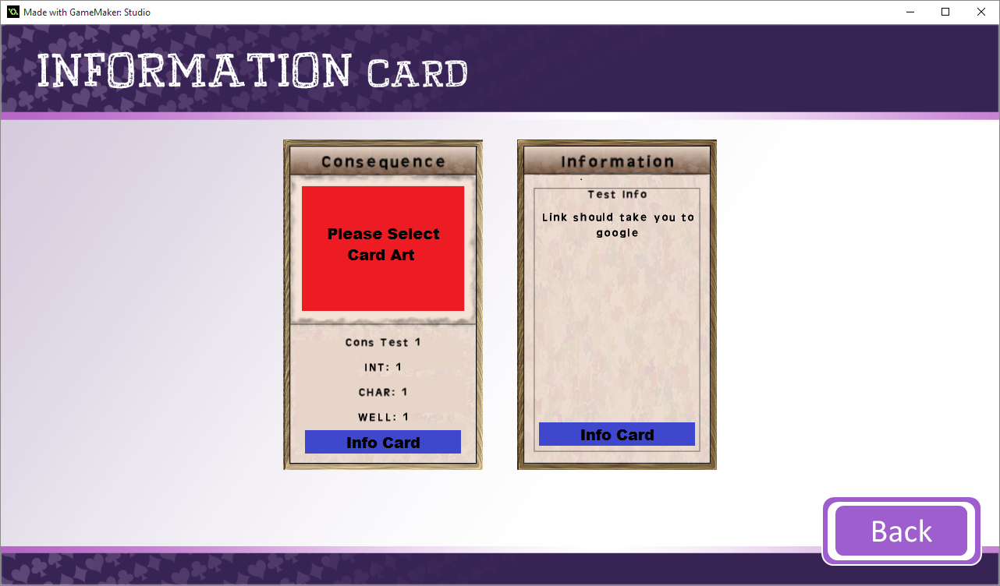 Made with GameMaker: Studio
INFORMATION CARD
Consequence
Please Select
Card Art
Cons Test 1
INT: 1
CHAR: 1
WELL: 1
Info Card
Information
Test Info
Link should take you to
google
Info Card
Back